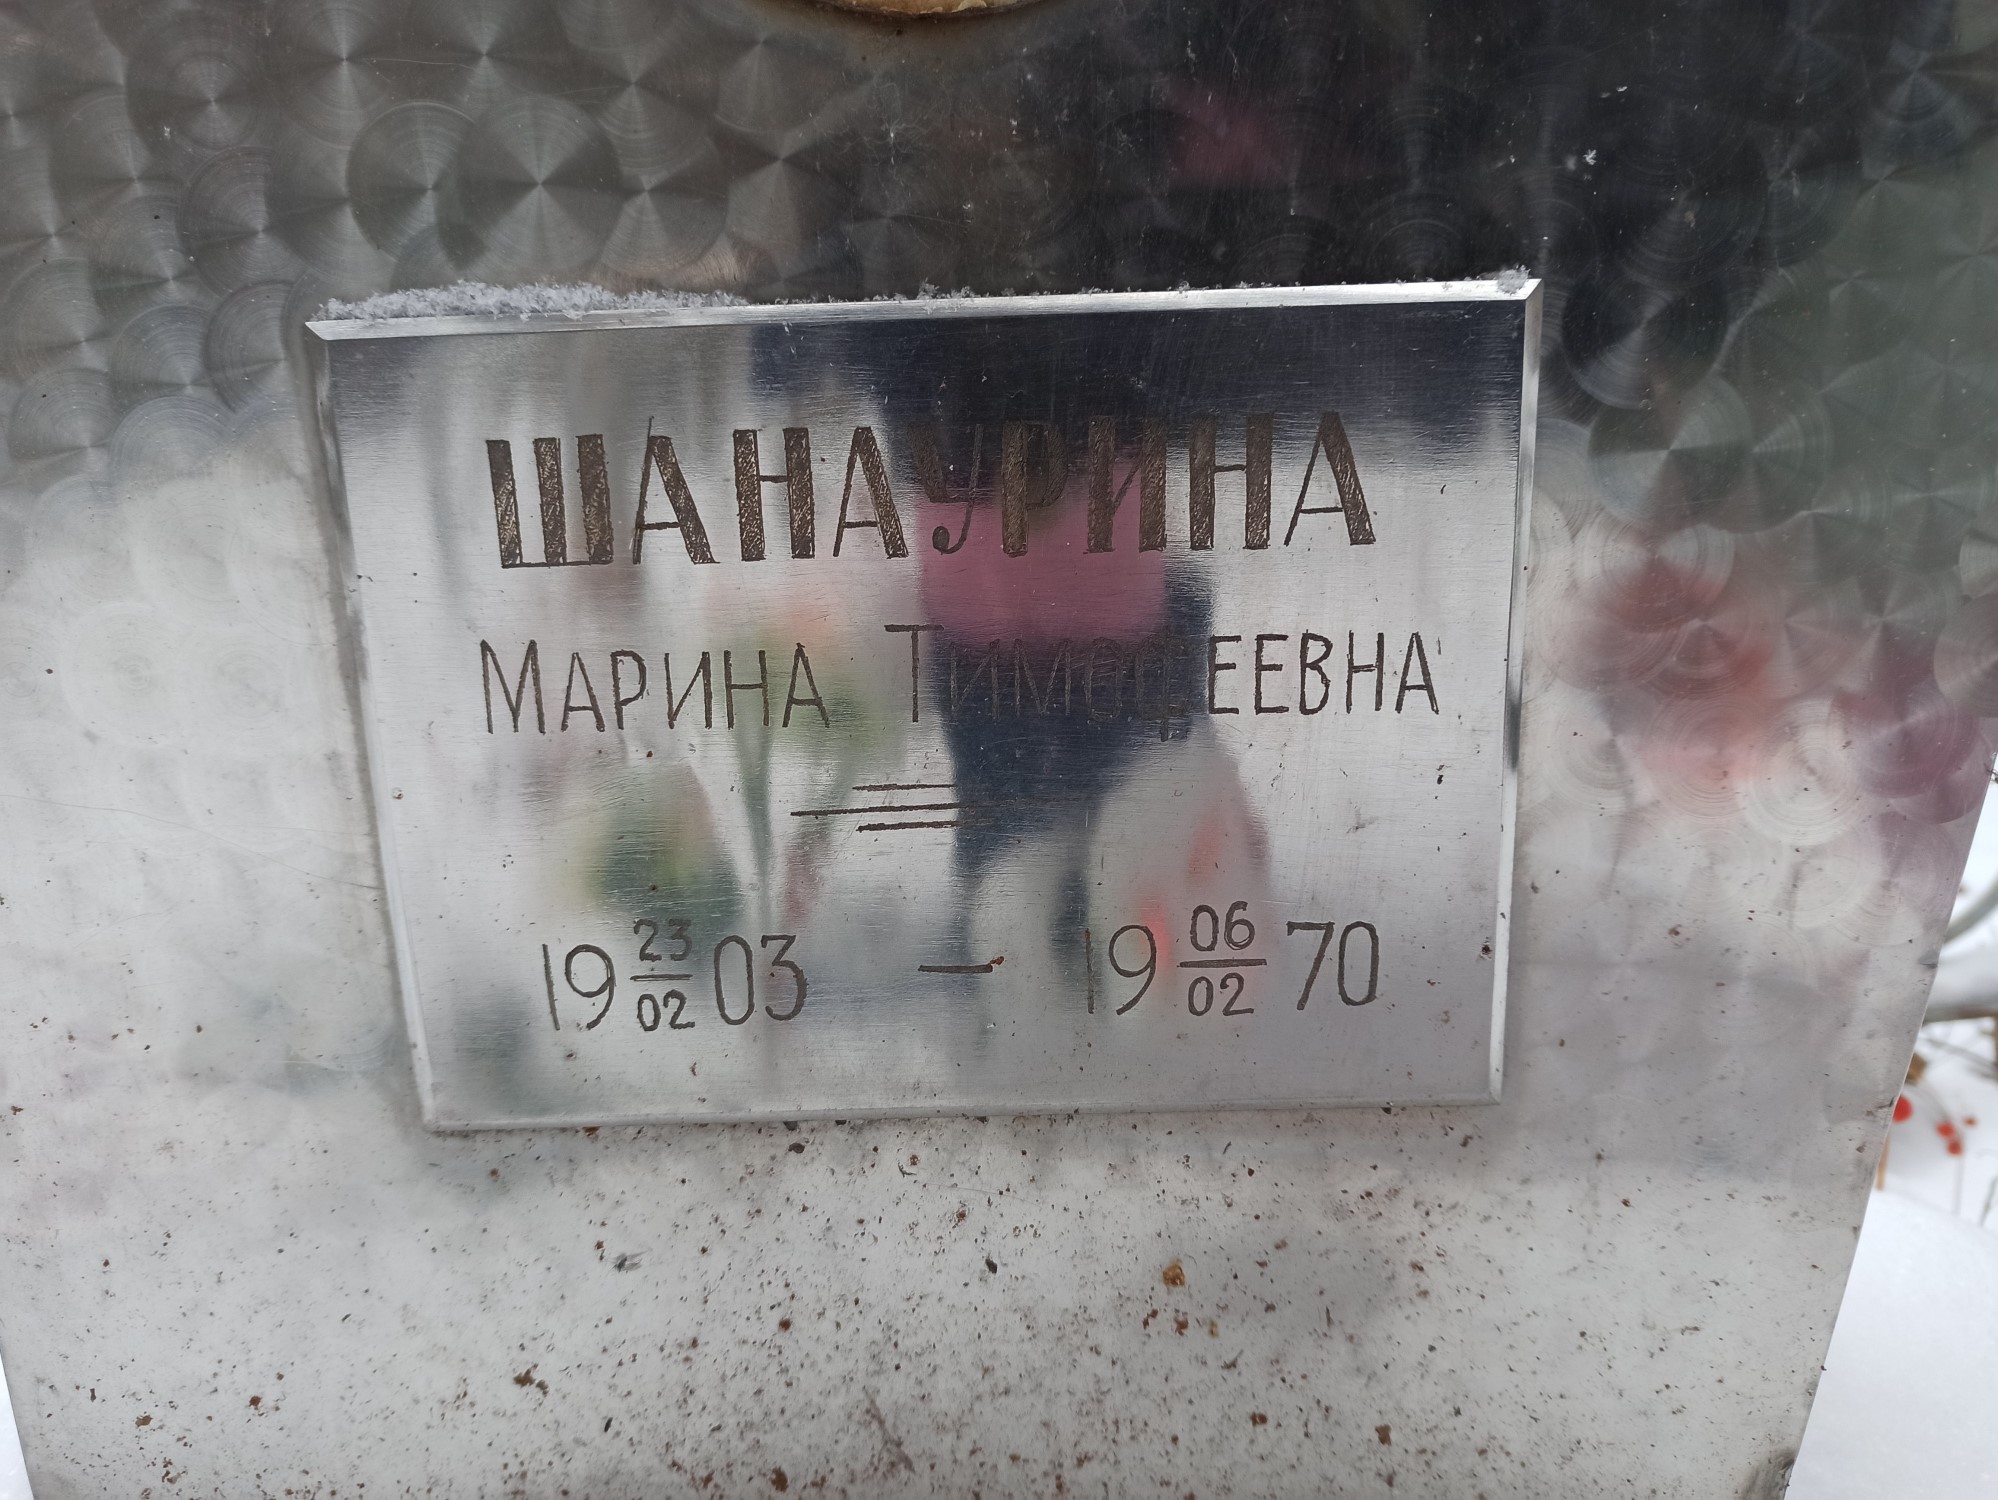 ШАНАУРИНА
МАРИНА ТИМОФЕЕВНА
19 23/02 03 – 19 06/02 70